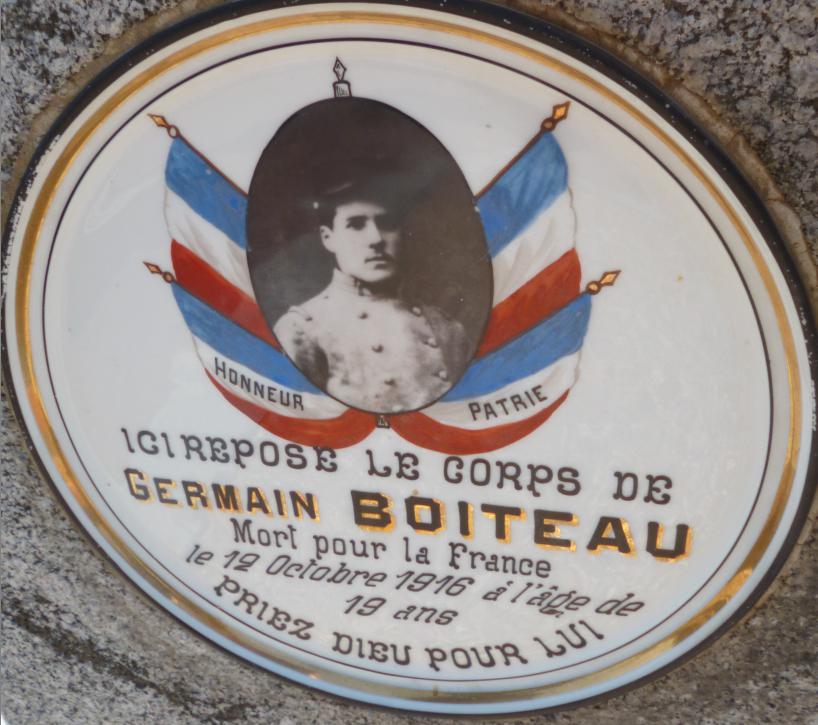 HONNEUR PATRIE
ICI REPOSE LE CORPS DE
GERMAIN BOITEAU
Mort pour la France
le 12 Octobre 1916 à l'âge de
19 ans
PRIEZ DIEU POUR LUI